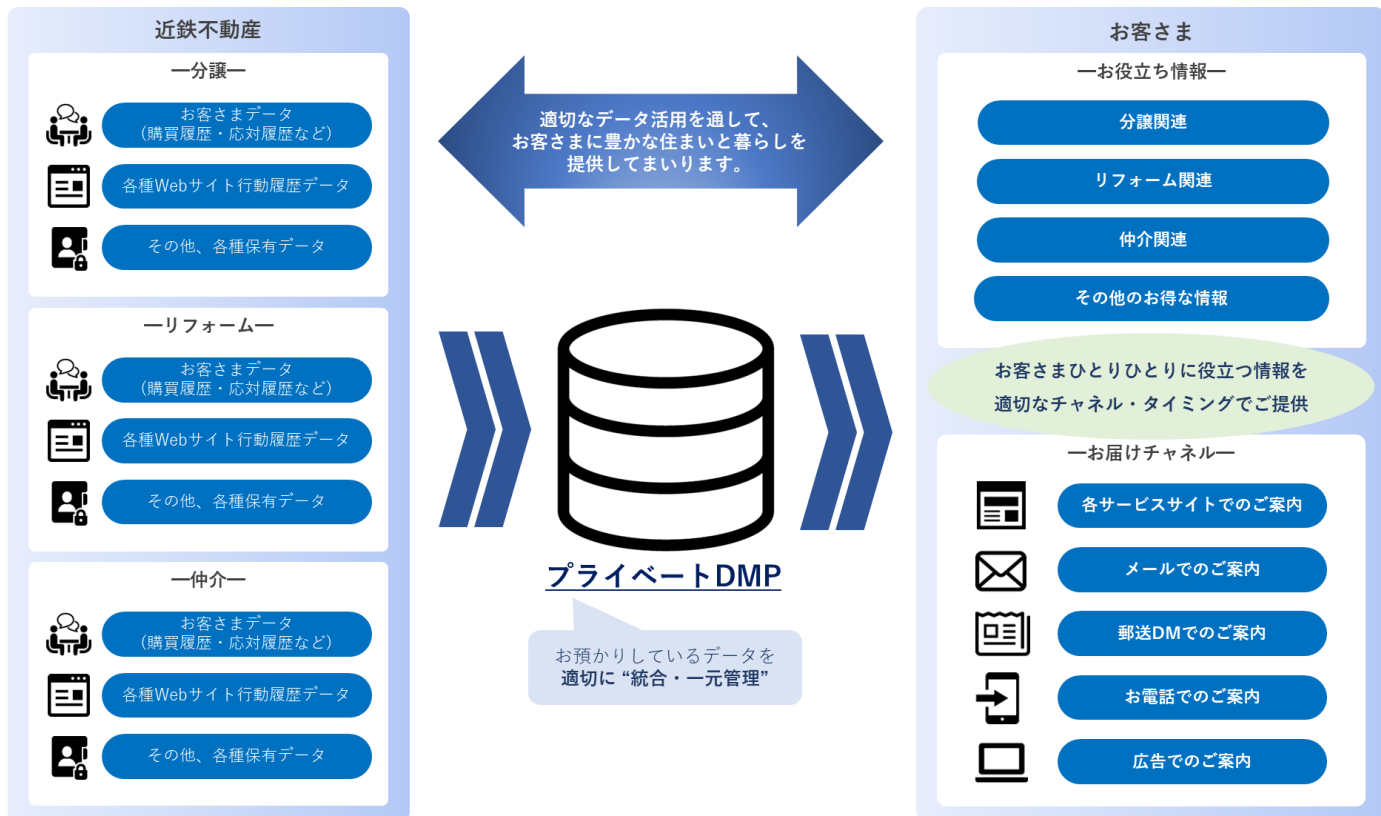 近鉄不動産
―分譲―
お客さまデータ
（購買履歴・応対履歴など）
各種Webサイト行動履歴データ
その他、各種保有データ
―リフォーム―
お客さまデータ
（購買履歴・応対履歴など）
各種Webサイト行動履歴データ
その他、各種保有データ
―仲介―
お客さまデータ
（購買履歴・応対履歴など）
各種Webサイト行動履歴データ
その他、各種保有データ
適切なデータ活用を通して、
お客さまに豊かな住まいと暮らしを
提供してまいります。
プライベートDMP
お預かりしているデータを
適切に “統合・一元管理”
お客さま
―お役立ち情報―
分譲関連
リフォーム関連
仲介関連
その他のお得な情報
お客さまひとりひとりに役立つ情報を
適切なチャネル・タイミングでご提供
―お届けチャネル―
各サービスサイトでのご案内
メールでのご案内
郵送DMでのご案内
お電話でのご案内
広告でのご案内